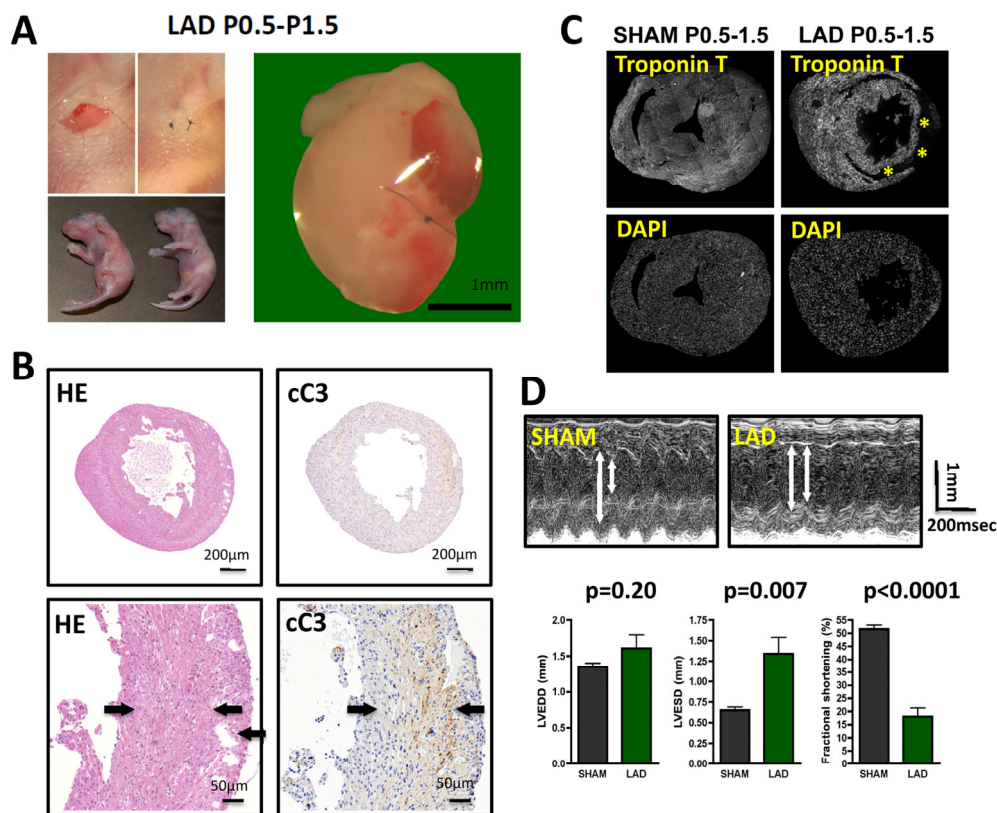 LAD P0.5-P1.5
A
1mm
B
HE
200μm
cC3
200μm
HE
50μm
cC3
50μm
C
SHAM P0.5-1.5
LAD P0.5-1.5
Troponin T
Troponin T
*
*
*
DAPI
DAPI
D
SHAM
LAD
1mm
200msec
p=0.20
LVEDD (mm)
2.0
1.5
1.0
0.5
0.0
SHAM
LAD
p=0.007
LVESD (mm)
1.75
1.50
1.25
1.00
0.75
0.50
0.25
0.00
SHAM
LAD
p<0.0001
Fractional shortening (%)
55
50
45
40
35
30
25
20
15
10
5
0
SHAM
LAD